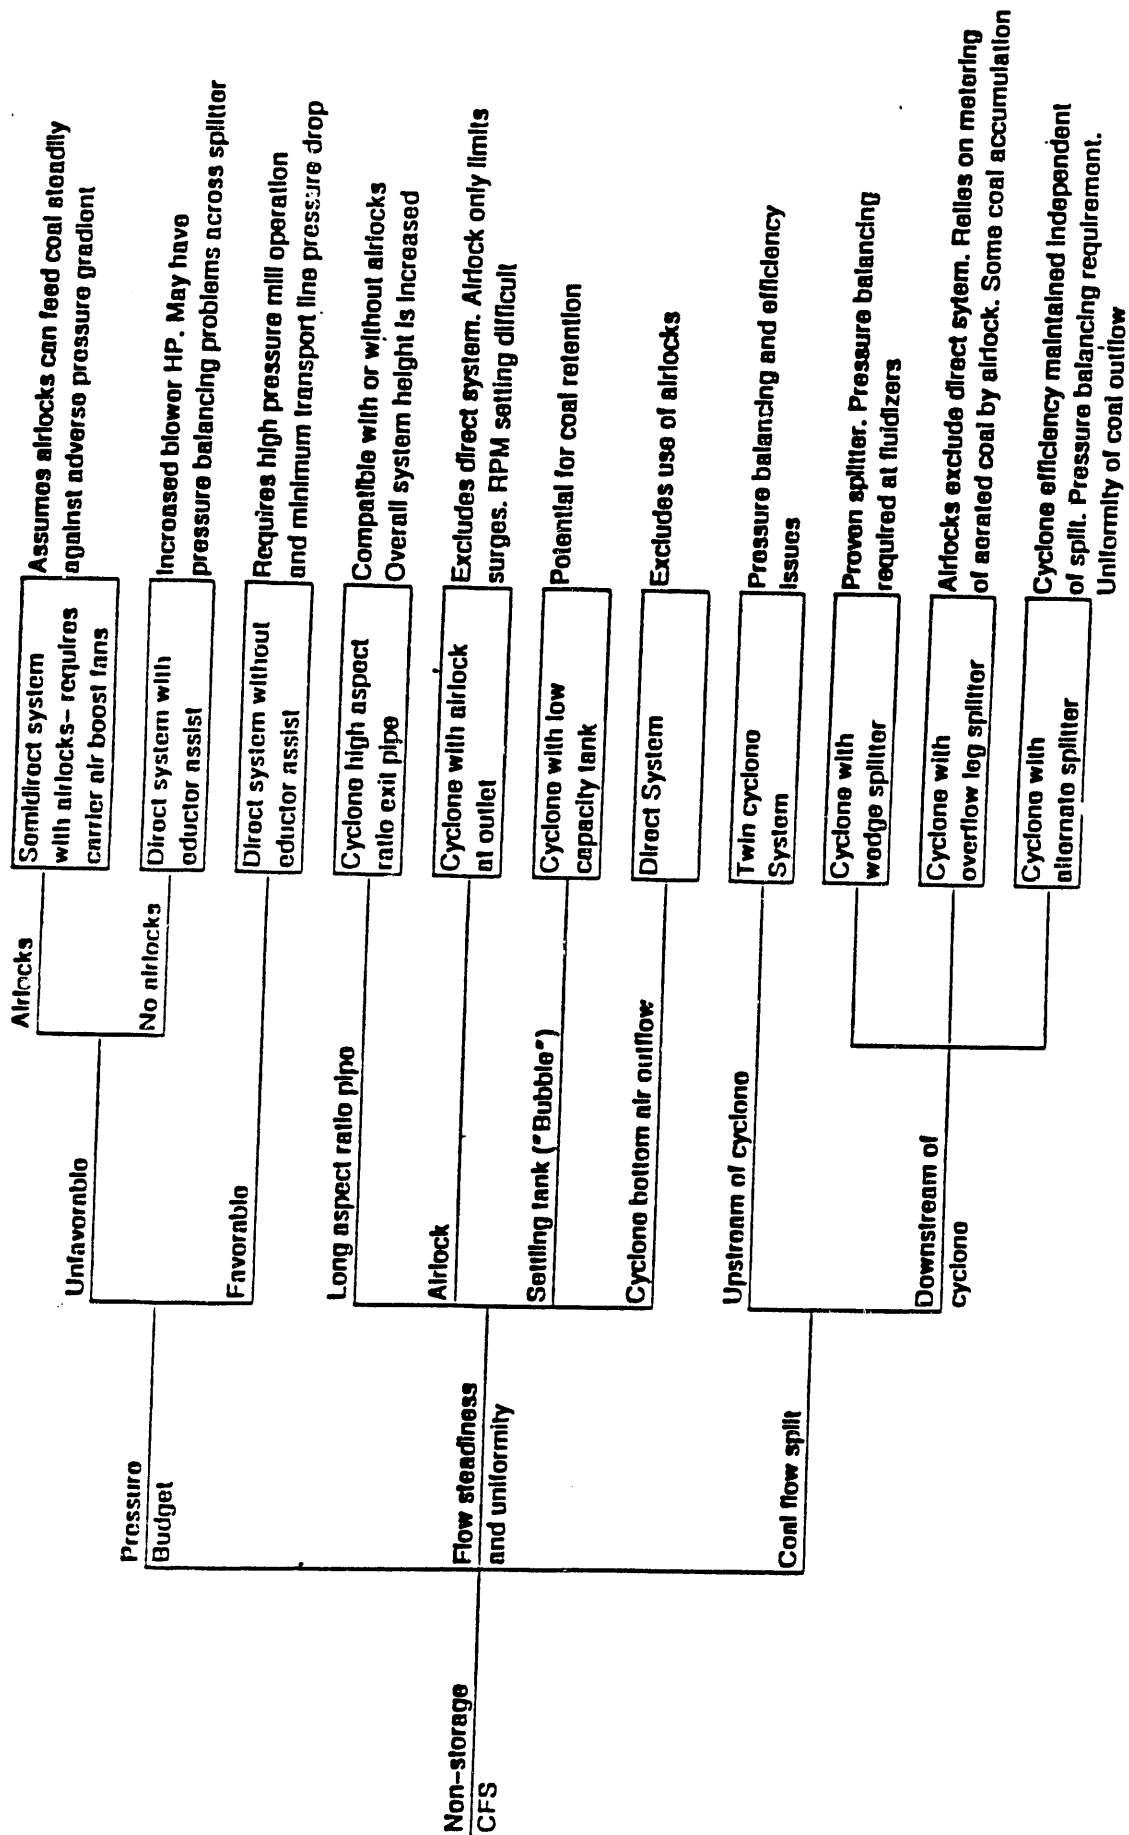 Non-storage
CFS
Pressure
Budget
Flow steadiness
and uniformity
Coal flow split
Unfavorable
Favorable
Long aspect ratio pipe
Airlock
Settling tank ("Bubble")
Cyclone bottom air outflow
Upstream of cyclone
Downstream of
cyclone
Airlocks
No airlocks
Semidirect system
with airlocks- requires
carrier air boost fans
Assumes airlocks can feed coal steadily
against adverse pressure gradient
Direct system with
eductor assist
Increased blower HP. May have
pressure balancing problems across splitter
Direct system without
eductor assist
Requires high pressure mill operation
and minimum transport line pressure drop
Cyclone high aspect
ratio exit pipe
Compatible with or without airlocks
Overall system height is increased
Cyclone with airlock
at outlet
Excludes direct system. Airlock only limits
surges. RPM setting difficult
Cyclone with low
capacity tank
Potential for coal retention
Direct System
Excludes use of airlocks
Twin cyclone
System
Pressure balancing and efficiency
issues
Cyclone with
wedge splitter
Proven splitter. Pressure balancing
required at fluidizers
Cyclone with
overflow leg splitter
Airlocks exclude direct sytem. Relies on metering
of aerated coal by airlock. Some coal accumulation
Cyclone with
alternate splitter
Cyclone efficiency maintained independent
of split. Pressure balancing requirement.
Uniformity of coal outflow